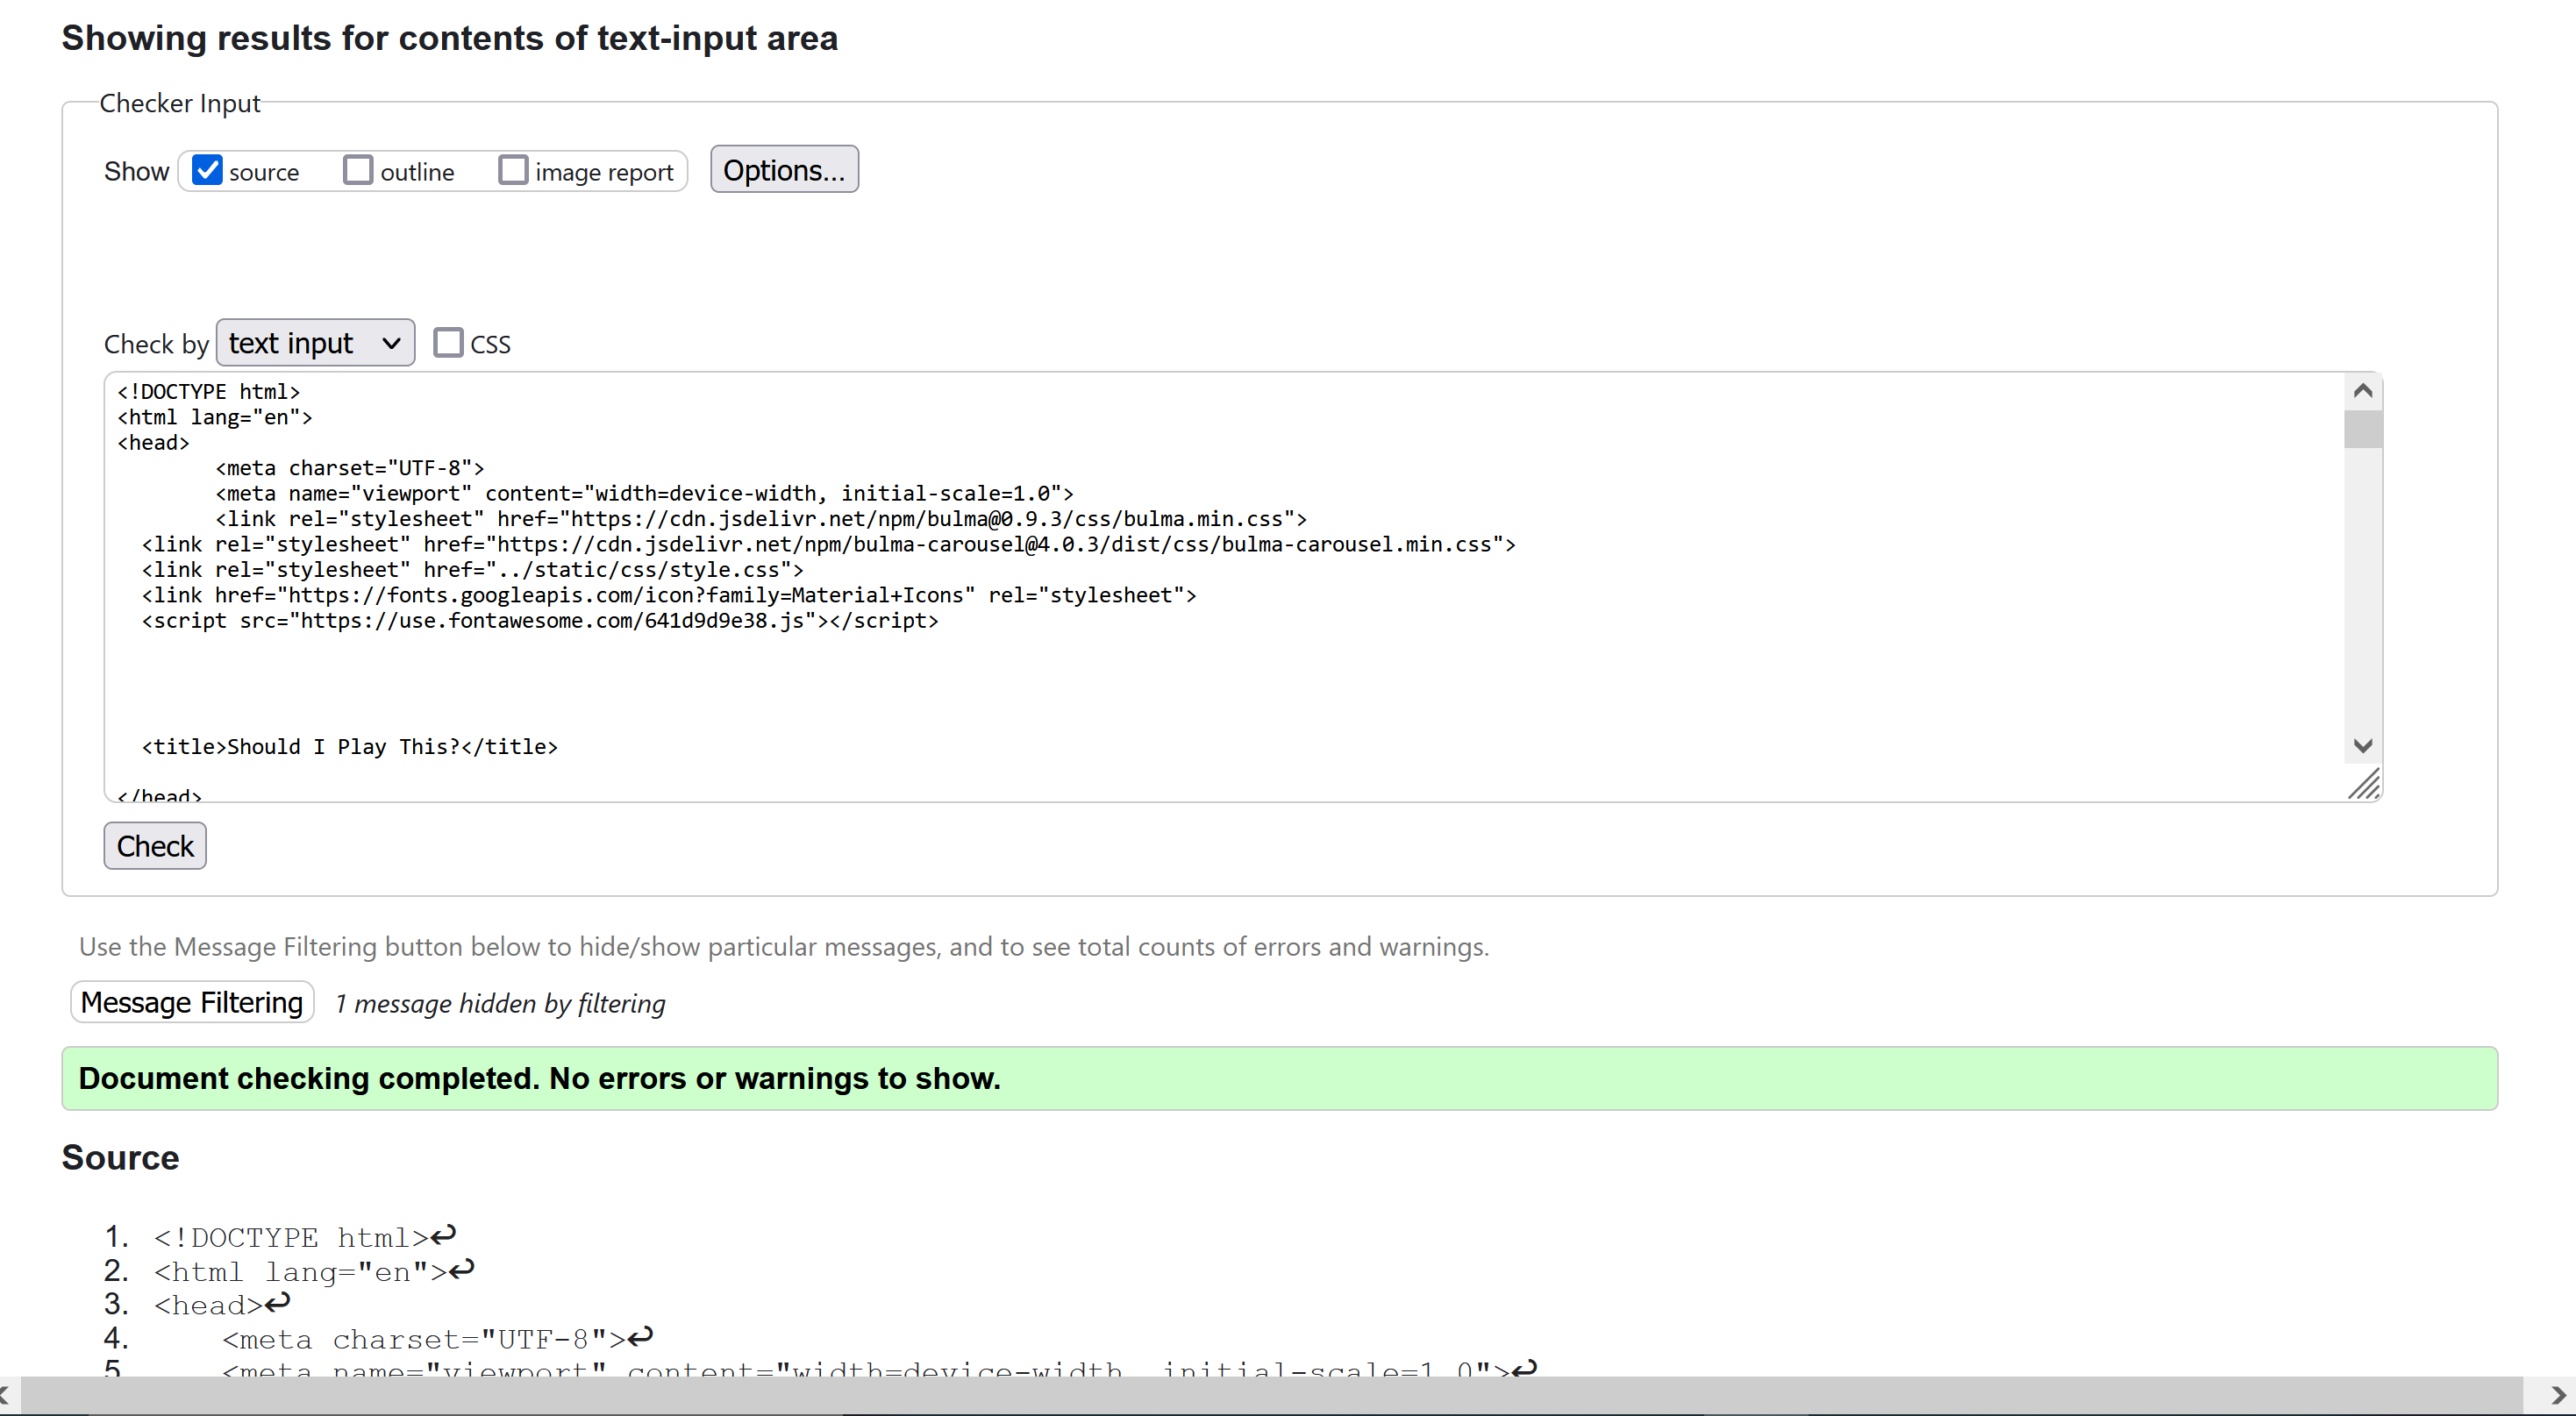 Showing results for contents of text-input area
Checker Input
Show source outline image report Options...
Check by text input CSS
<!DOCTYPE html>
<html lang="en">
<head>
        <meta charset="UTF-8">
        <meta name="viewport" content="width=device-width, initial-scale=1.0">
        <link rel="stylesheet" href="https://cdn.jsdelivr.net/npm/bulma@0.9.3/css/bulma.min.css">
  <link rel="stylesheet" href="https://cdn.jsdelivr.net/npm/bulma-carousel@4.0.3/dist/css/bulma-carousel.min.css">
  <link rel="stylesheet" href="../static/css/style.css">
  <link href="https://fonts.googleapis.com/icon?family=Material+Icons" rel="stylesheet">
  <script src="https://use.fontawesome.com/641d9d9e38.js"></script>
  <title>Should I Play This?</title>
</head>
Check
Use the Message Filtering button below to hide/show particular messages, and to see total counts of errors and warnings.
Message Filtering 1 message hidden by filtering
Document checking completed. No errors or warnings to show.
Source
1. <!DOCTYPE html>↩
2. <html lang="en">↩
3. <head>↩
4.     <meta charset="UTF-8">↩
5.     <meta name="viewport" content="width=device-width, initial-scale=1.0">↩